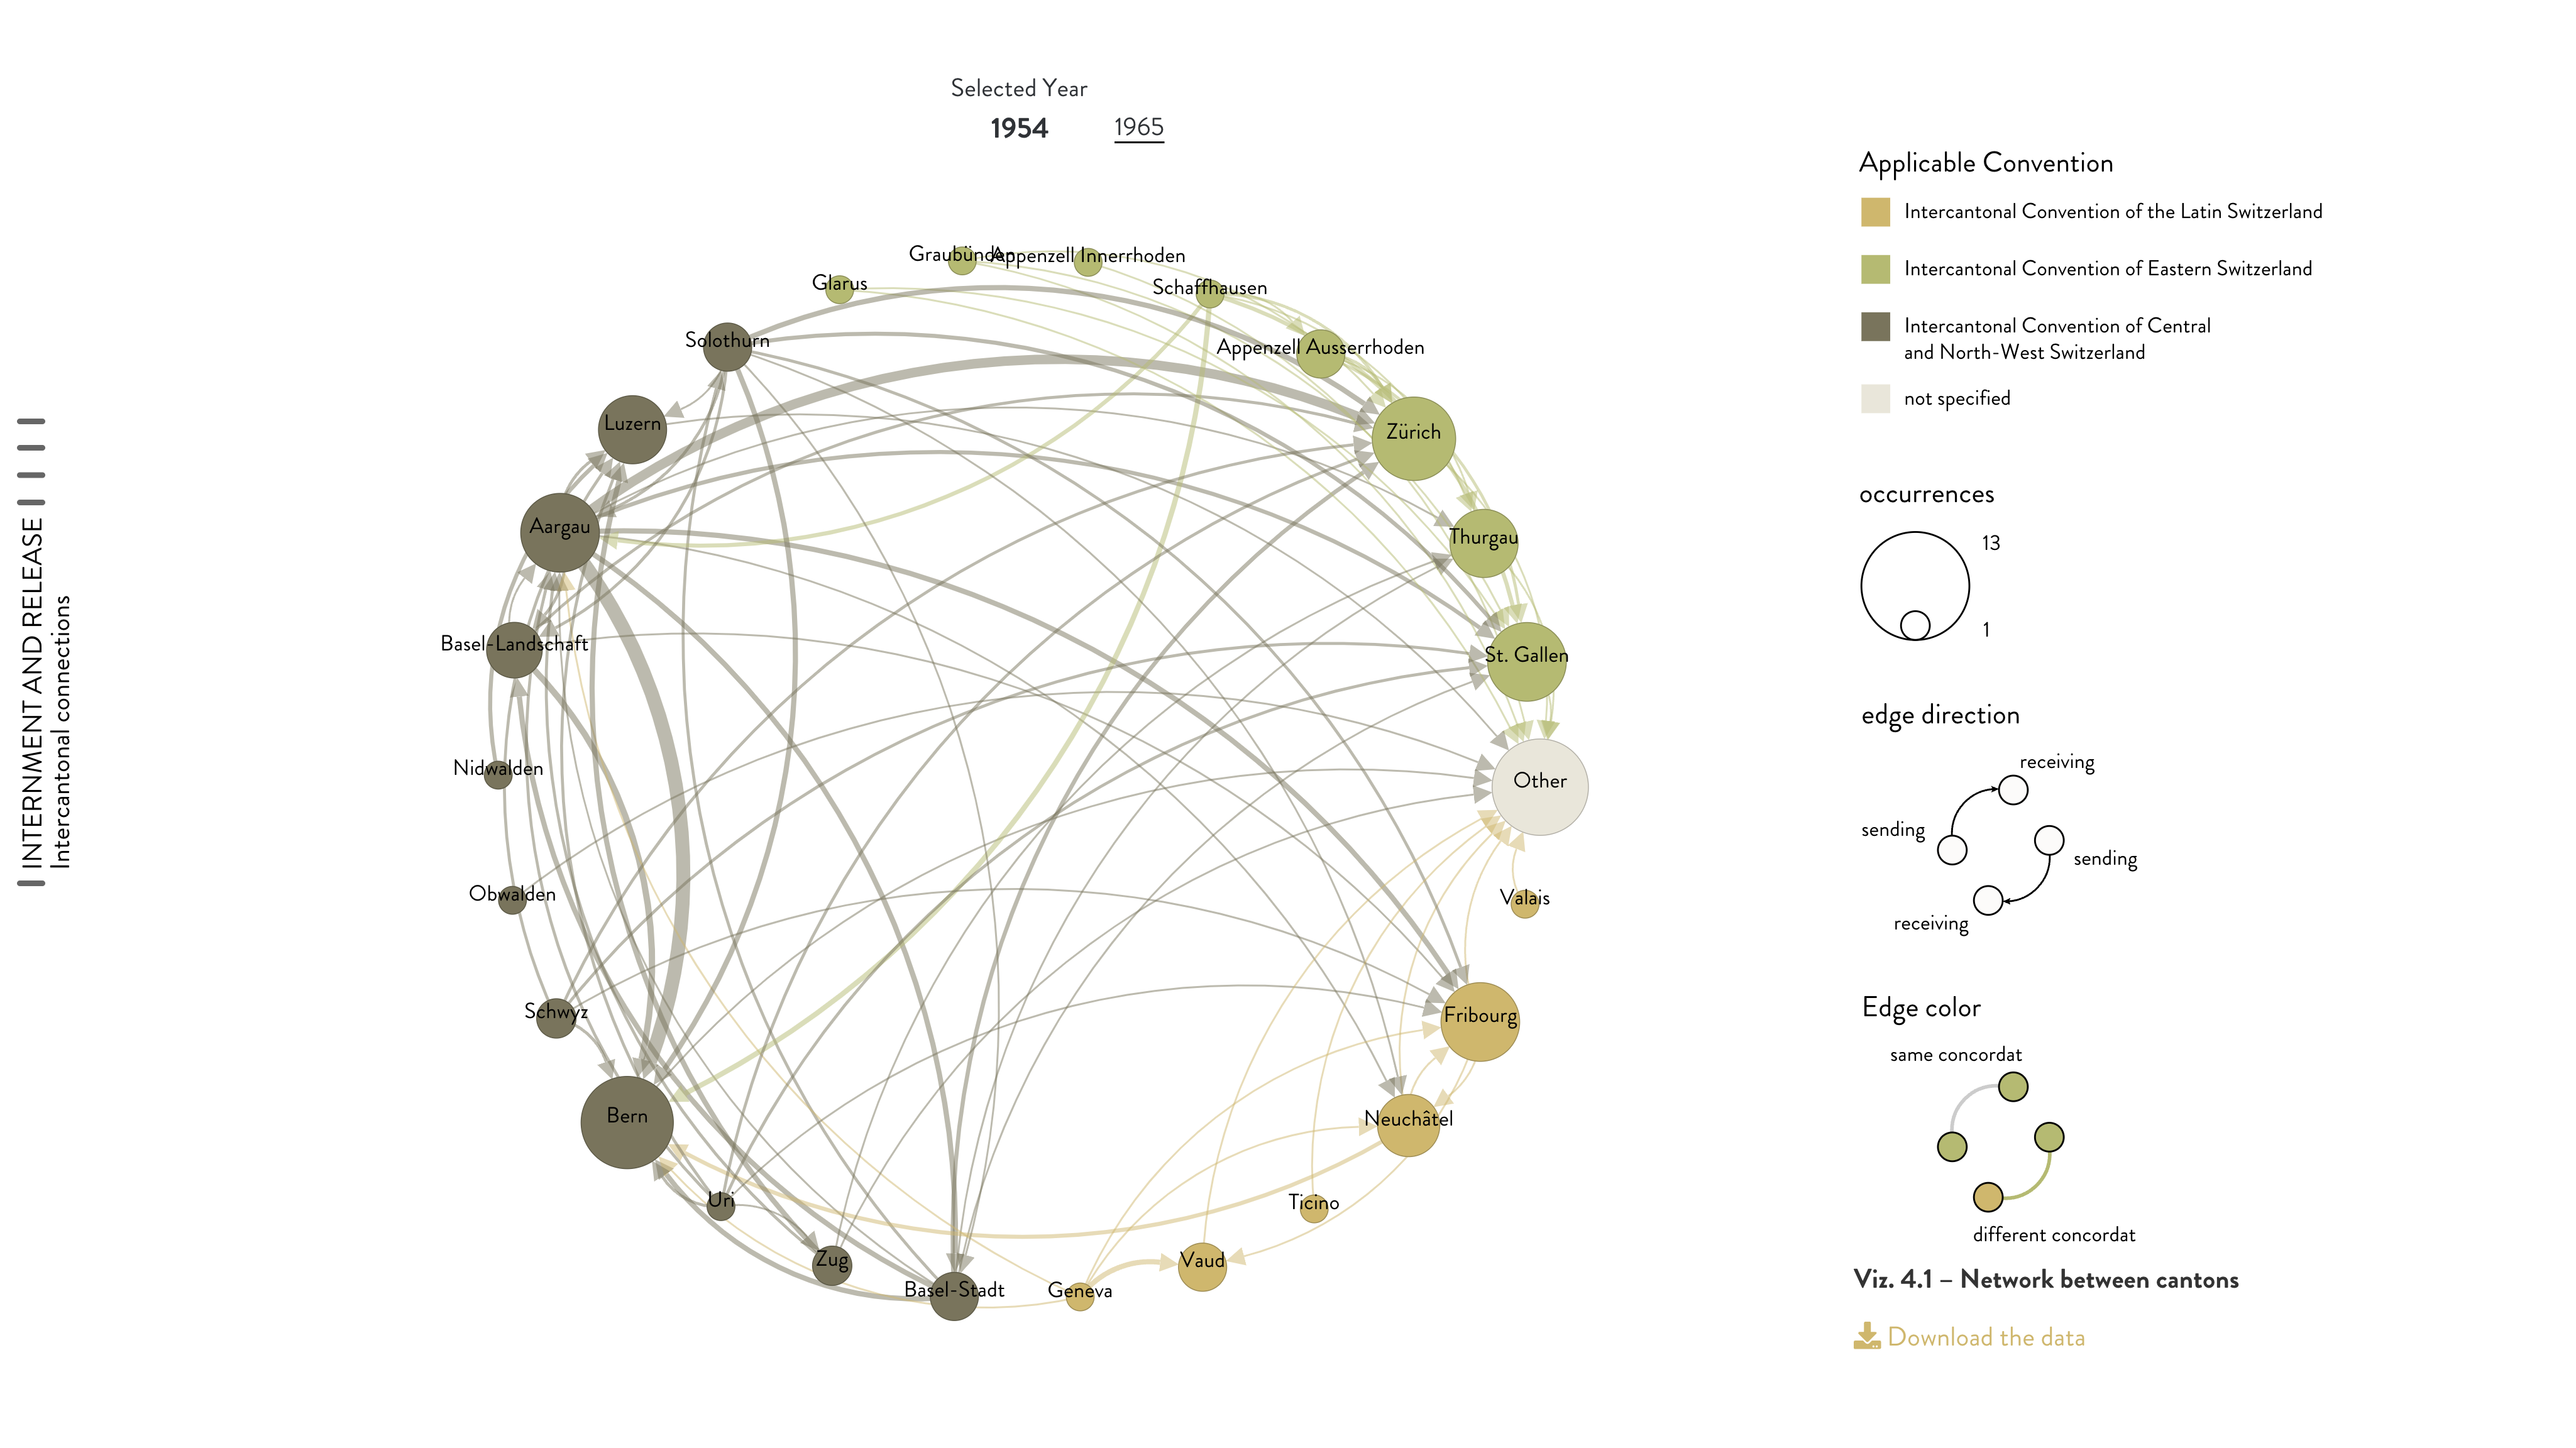 Selected Year
1954
1965
INTERNMENT AND RELEASE
Intercantonal connections
Graubünden
Appenzell Innerrhoden
Glarus
Schaffhausen
Solothurn
Appenzell Ausserrhoden
Luzern
Zürich
Aargau
Thurgau
Basel-Landschaft
St. Gallen
Nidwalden
Other
Obwalden
Valais
Schwyz
Fribourg
Bern
Neuchâtel
Uri
Ticino
Zug
Vaud
Basel-Stadt
Geneva
Applicable Convention
Intercantonal Convention of the Latin Switzerland
Intercantonal Convention of Eastern Switzerland
Intercantonal Convention of Central
and North-West Switzerland
not specified
occurrences
13
1
edge direction
receiving
sending
sending
receiving
Edge color
same concordat
different concordat
Viz. 4.1 – Network between cantons
Download the data